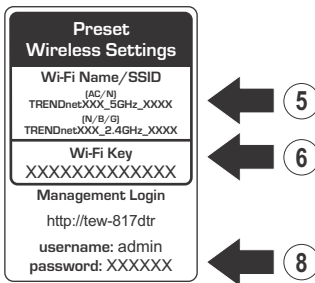 Preset
Wireless Settings
Wi-Fi Name/SSID
(AC/N)
TRENDnetXXX_5GHz_XXXX
(N/B/G)
TRENDnetXXX_2.4GHz_XXXX
5
Wi-Fi Key
XXXXXXXXXXXXX
6
Management Login
http://tew-817dtr
username: admin
password: XXXXXX
8